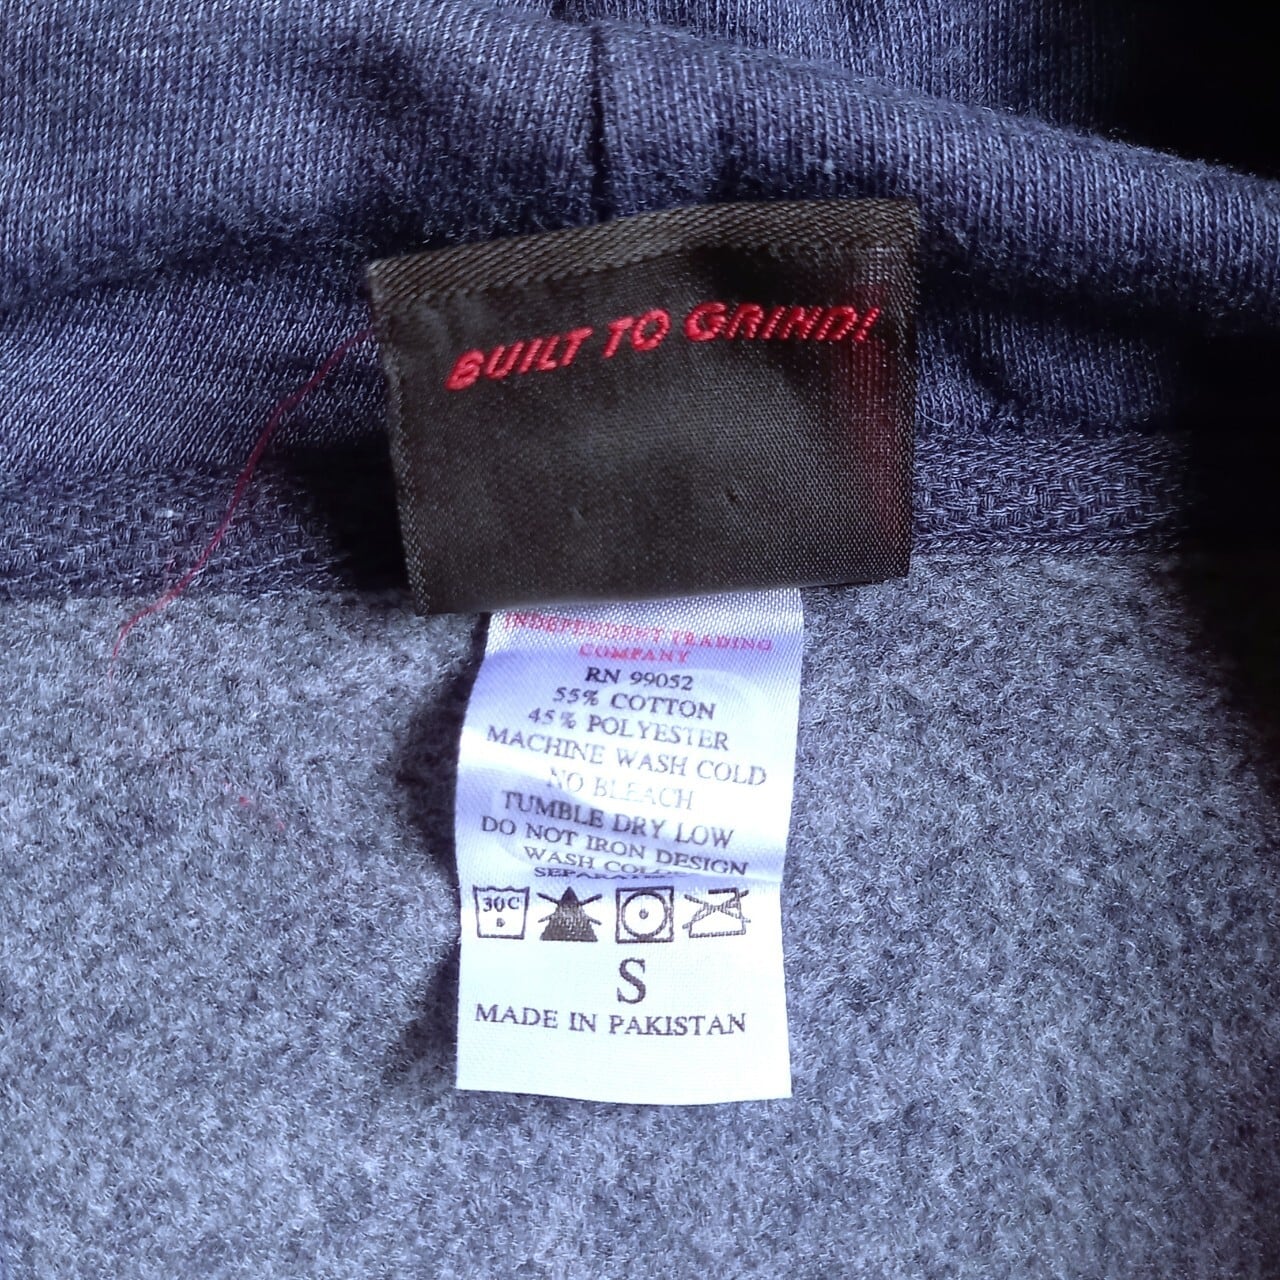 BUILT TO GRIND!
INDEPENDENT TRADING
COMPANY
RN 99052
55% COTTON
45% POLYESTER
MACHINE WASH COLD
NO BLEACH
TUMBLE DRY LOW
DO NOT IRON DESIGN
WASH
30C
S
MADE IN PAKISTAN